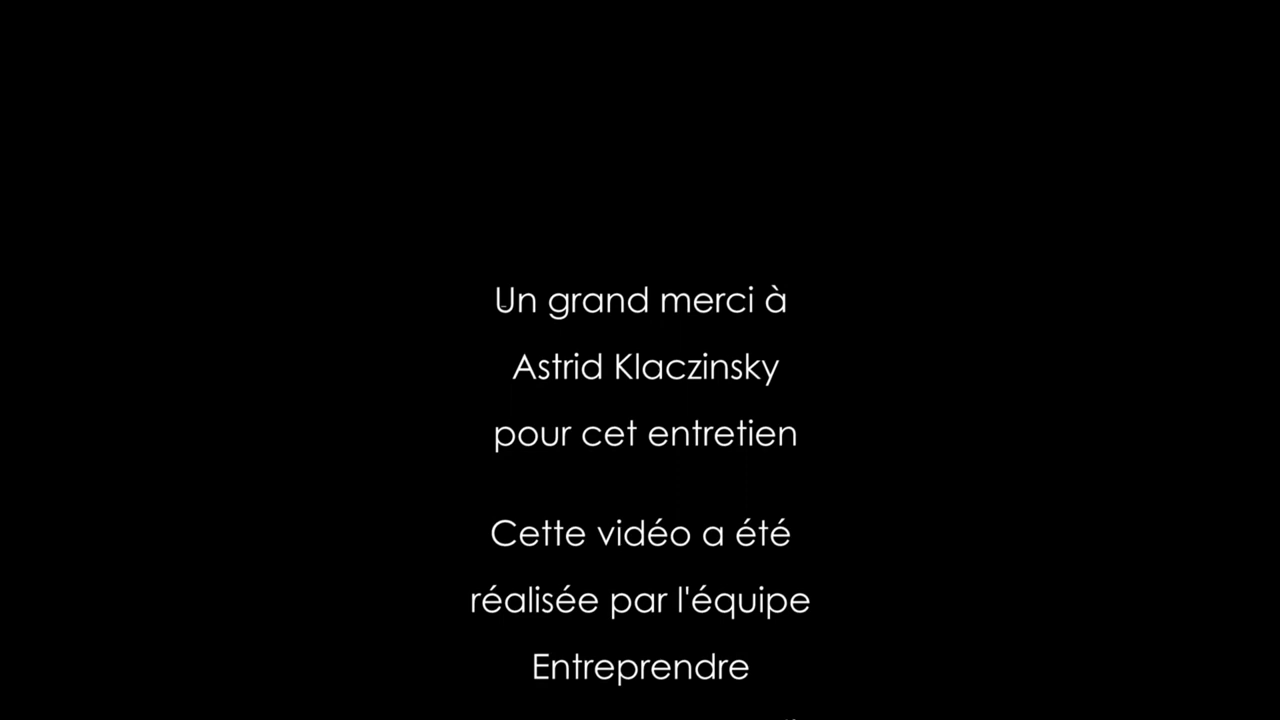 Un grand merci à
Astrid Klaczinsky
pour cet entretien
Cette vidéo a été
réalisée par l'équipe
Entreprendre